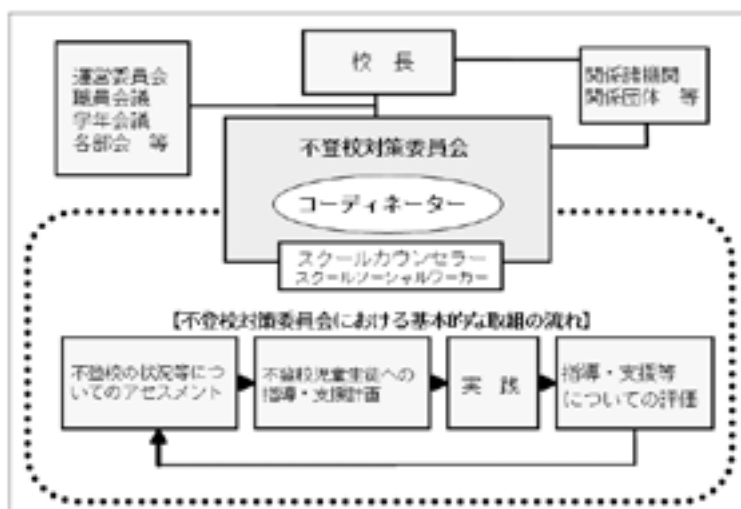 校長
運営委員会
職員会議
学年会議
各部会 等
関係諸機関
関係団体 等
不登校対策委員会
コーディネーター
スクールカウンセラー
スクールソーシャルワーカー
【不登校対策委員会における基本的な取組の流れ】
不登校の状況等につい
てのアセスメント
不登校児童生徒への
指導・支援計画
実践
指導・支援等
についての評価